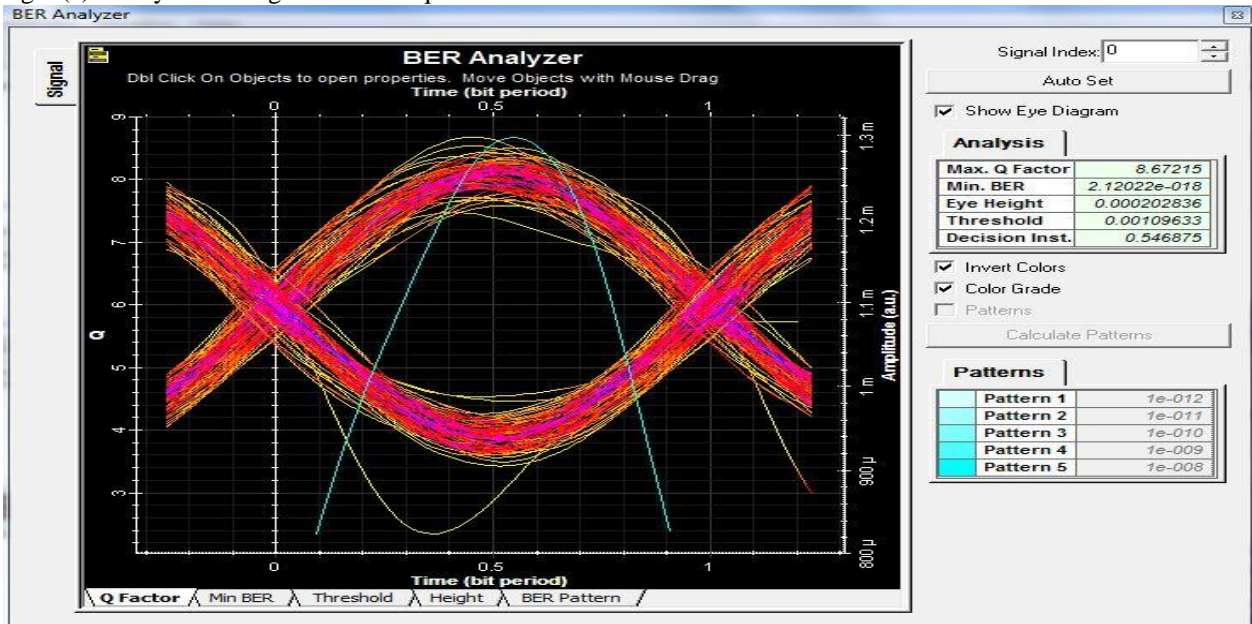 BER Analyzer
Signal
BER Analyzer
Dbl Click On Objects to open properties. Move Objects with Mouse Drag
Time (bit period)
0 0.5 1
Q
9
8
7
6
5
4
3
Amplitude (a.u.)
1.3 m
1.2 m
1.1 m
1 m
900 µ
800 µ
0 0.5 1
Time (bit period)
Q Factor Min BER Threshold Height BER Pattern
Signal Index: 0
Auto Set
Show Eye Diagram
Analysis
Max. Q Factor 8.67215
Min. BER 2.12022e-018
Eye Height 0.000202836
Threshold 0.00109633
Decision Inst. 0.546875
Invert Colors
Color Grade
Patterns
Calculate Patterns
Patterns
Pattern 1 1e-012
Pattern 2 1e-011
Pattern 3 1e-010
Pattern 4 1e-009
Pattern 5 1e-008